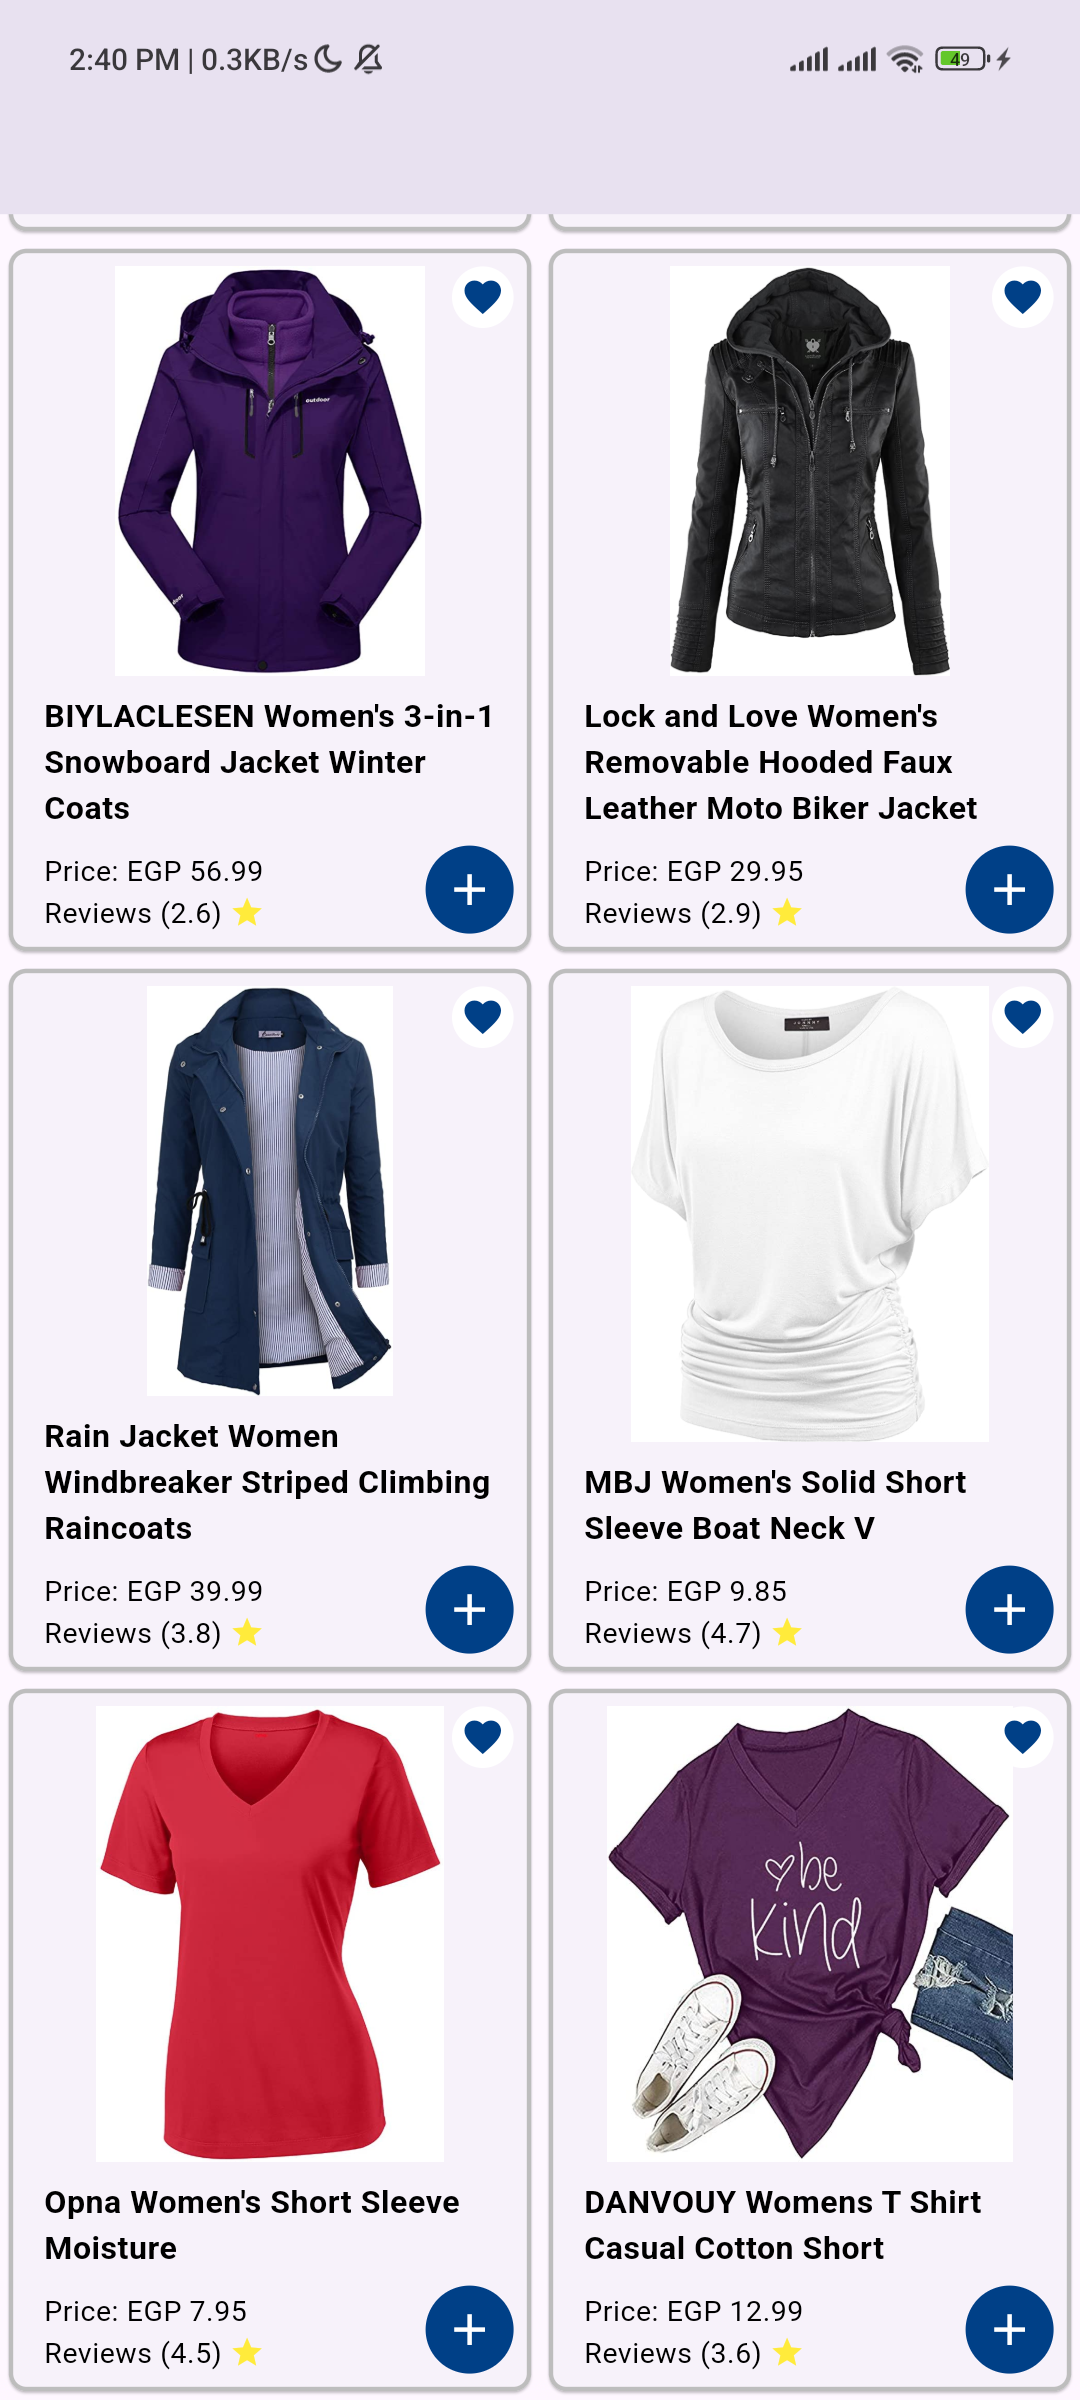 2:40 PM | 0.3KB/s
49
outdoor
BIYLACLESEN Women's 3-in-1
Snowboard Jacket Winter
Coats
Price: EGP 56.99
Reviews (2.6)
Lock and Love Women's
Removable Hooded Faux
Leather Moto Biker Jacket
Price: EGP 29.95
Reviews (2.9)
Rain Jacket Women
Windbreaker Striped Climbing
Raincoats
Price: EGP 39.99
Reviews (3.8)
MBJ Women's Solid Short
Sleeve Boat Neck V
Price: EGP 9.85
Reviews (4.7)
Opna Women's Short Sleeve
Moisture
Price: EGP 7.95
Reviews (4.5)
be
kind
DANVOUY Womens T Shirt
Casual Cotton Short
Price: EGP 12.99
Reviews (3.6)